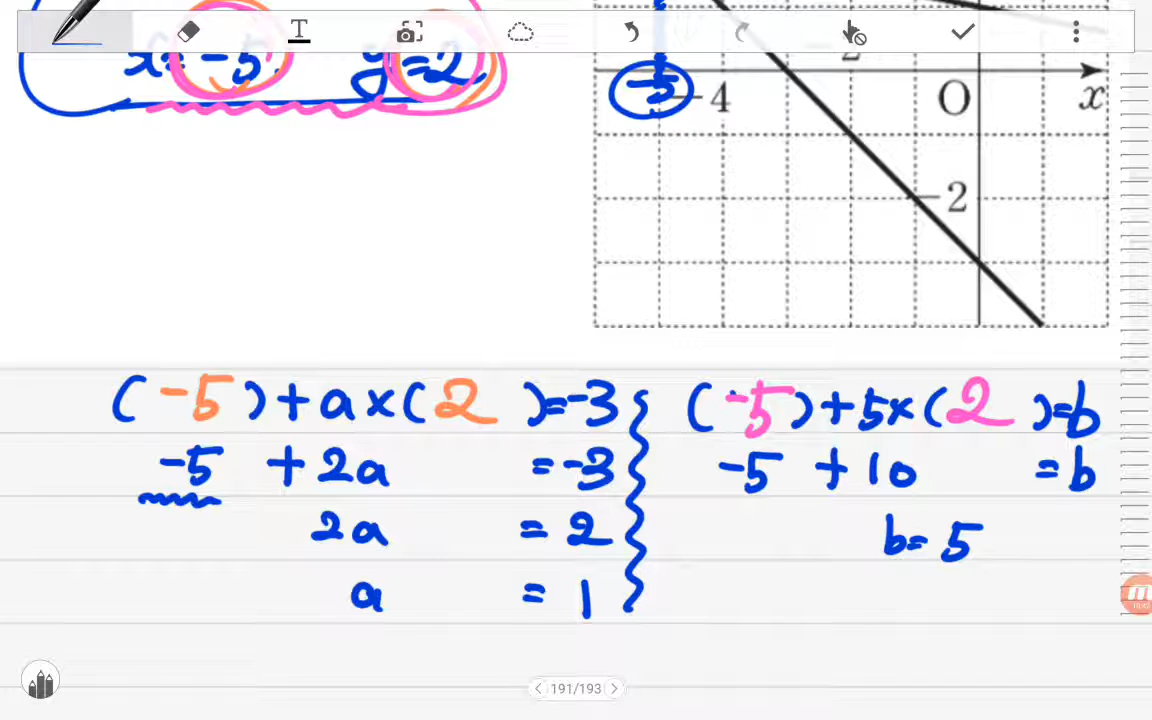 T
x=-5, y=2
2
-5
-4
O
x
-2
(-5)+a×(2)=-3
-5+2a=-3
2a=2
a=1
(-5)+5×(2)=b
-5+10=b
b=5
191/193